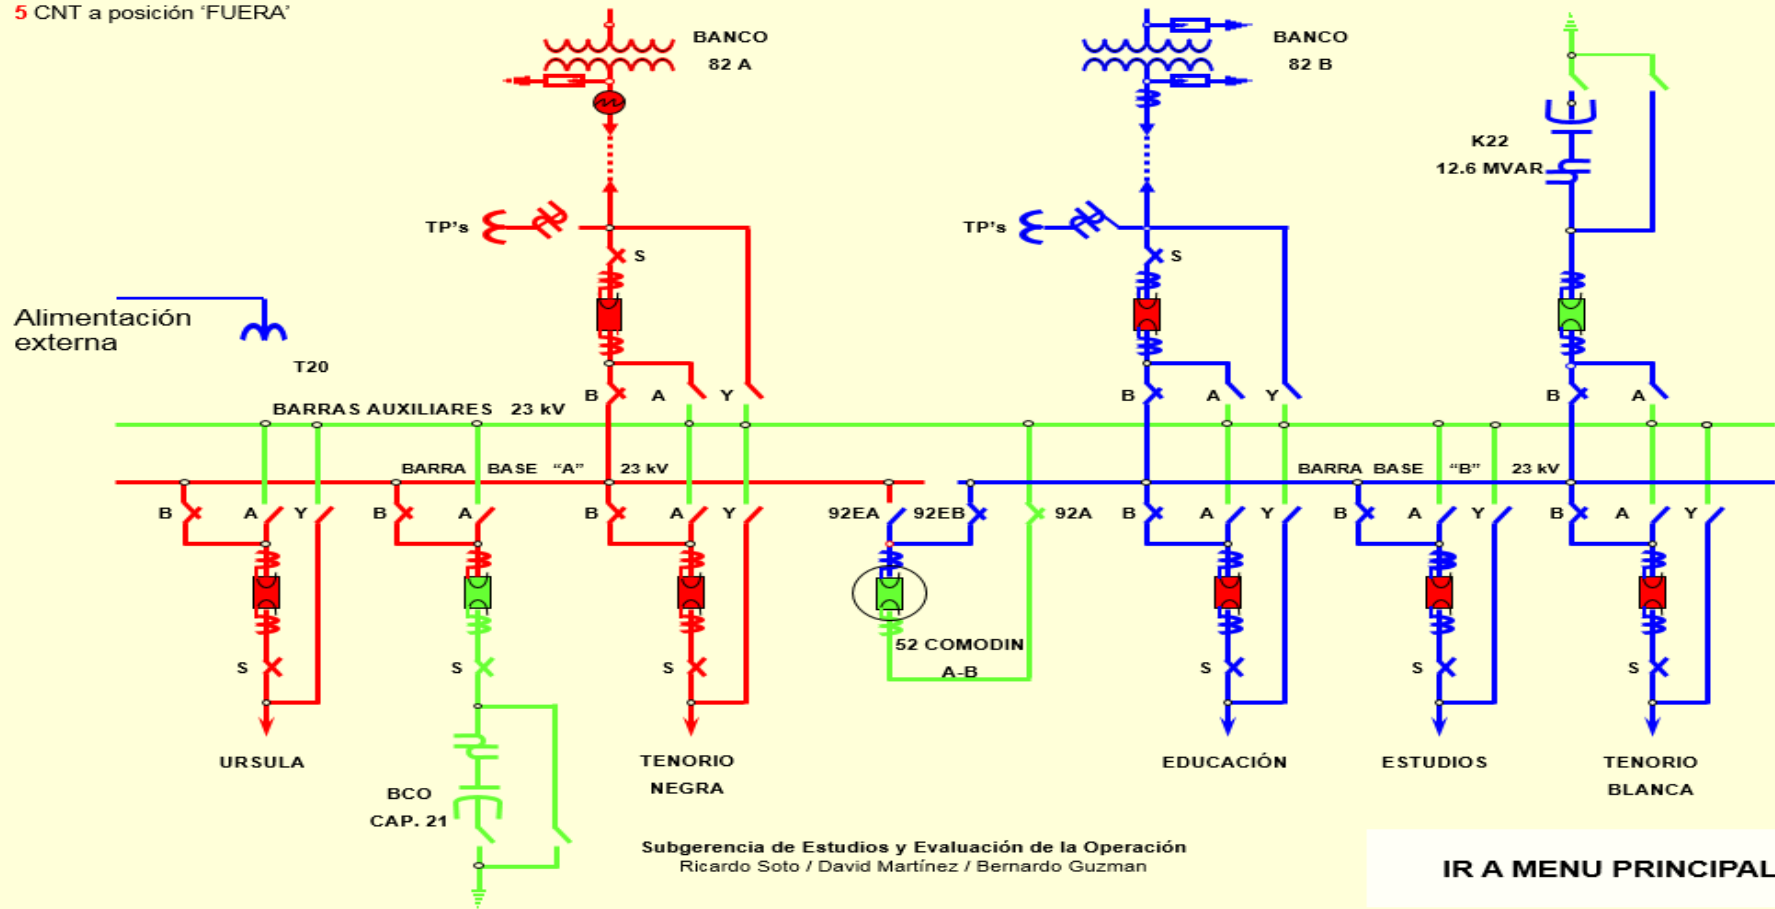 5 CNT a posición ‘FUERA’
BANCO
82 A
BANCO
82 B
K22
12.6 MVAR
TP's
TP's
S
S
Alimentación
externa
T20
B A Y
B A Y
B A
BARRAS AUXILIARES 23 kV
BARRA BASE “A” 23 kV
BARRA BASE “B” 23 kV
B A Y
B A
B A Y
92EA 92EB 92A
B A Y
B A Y
B A Y
52 COMODIN
A-B
S
S
S
S
S
S
URSULA
BCO
CAP. 21
TENORIO
NEGRA
EDUCACIÓN
ESTUDIOS
TENORIO
BLANCA
Subgerencia de Estudios y Evaluación de la Operación
Ricardo Soto / David Martínez / Bernardo Guzman
IR A MENU PRINCIPAL